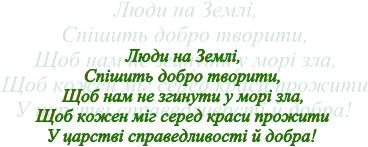 Люди на Землі,
Спішить добро творити,
Щоб нам не згинути у морі зла,
Щоб кожен міг серед краси прожити
У царстві справедливості й добра!